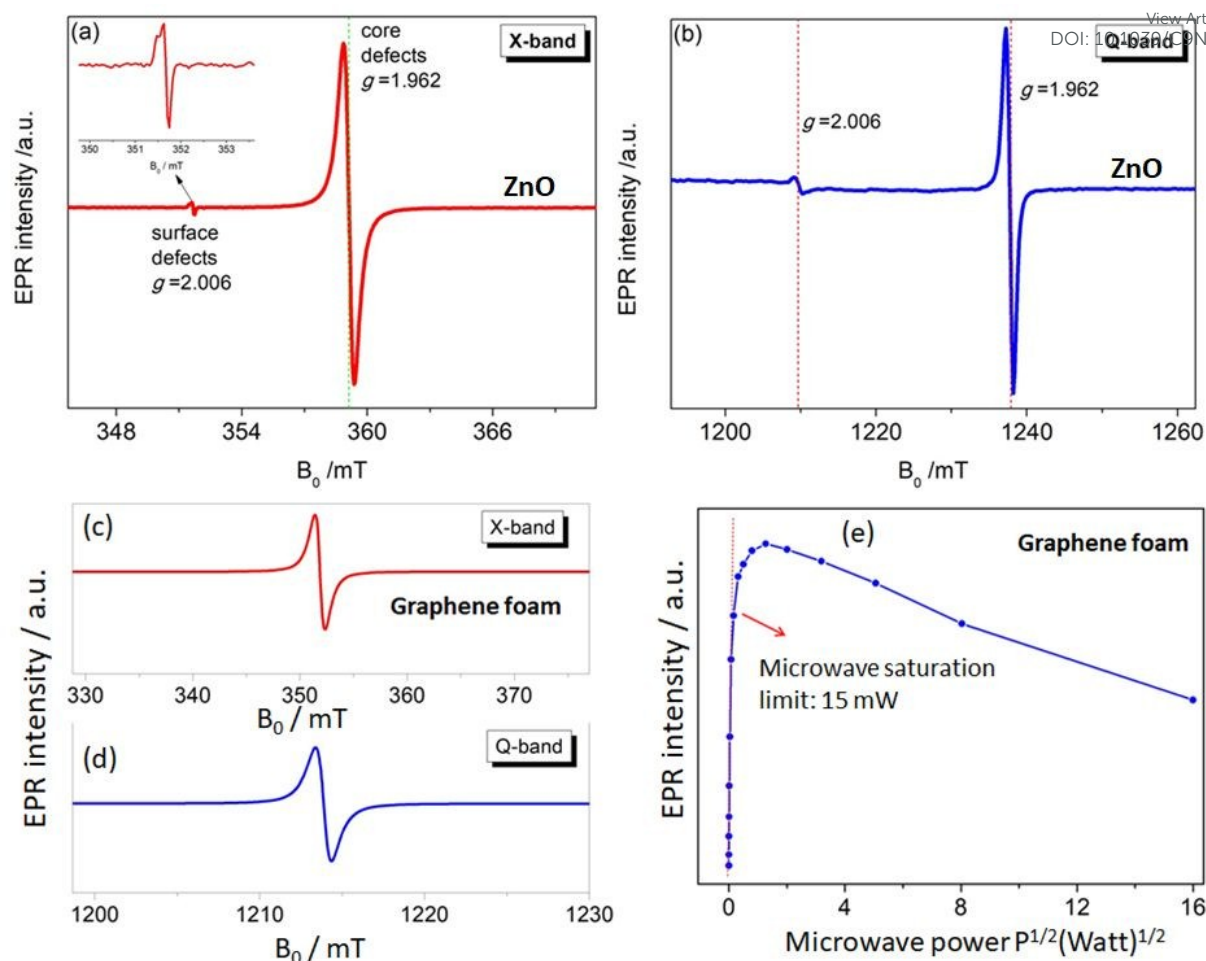 (a)
core
defects
g=1.962
X-band
350 351 352 353
B0 / mT
ZnO
surface
defects
g=2.006
EPR intensity /a.u.
348 354 360 366
B0 /mT
View Art
DOI:
(b)
Q-band
g=2.006
g=1.962
ZnO
EPR intensity /a.u.
1200 1220 1240 1260
B0 /mT
(c)
X-band
Graphene foam
330 340 350 360 370
B0 / mT
(d)
Q-band
EPR intensity / a.u.
1200 1210 1220 1230
B0 / mT
(e)
Graphene foam
Microwave saturation
limit: 15 mW
EPR intensity / a.u.
0 4 8 12 16
Microwave power P1/2(Watt)1/2